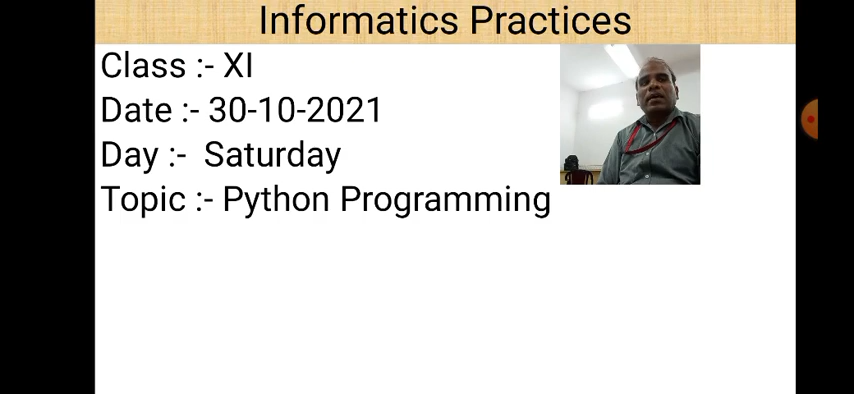 Informatics Practices
Class :- XI
Date :- 30-10-2021
Day :- Saturday
Topic :- Python Programming